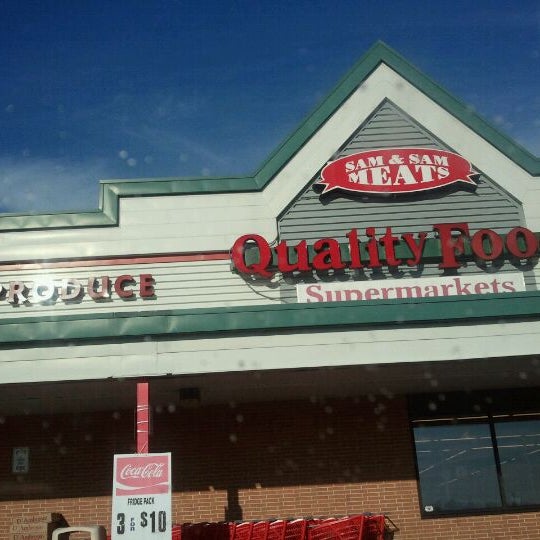 SAM & SAM
MEATS
Quality Foo
Supermarkets
PRODUCE
Coca-Cola
FRIDGE PACK
3 FOR $10